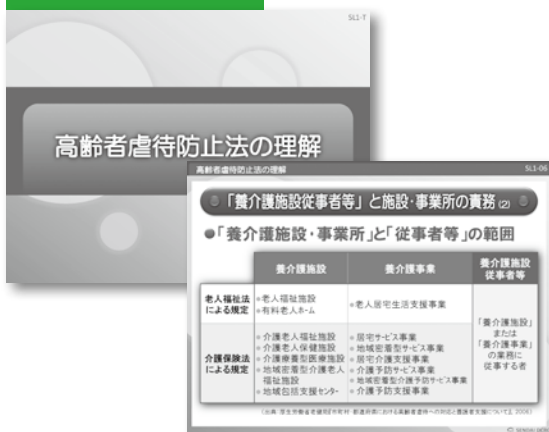 SL1-T
高齢者虐待防止法の理解
高齢者虐待防止法の理解
SL1-06
「養介護施設従事者等」と施設・事業所の責務(2)
●「養介護施設・事業所」と「従事者等」の範囲
養介護施設
養介護事業
養介護施設
従事者等
老人福祉法
による規定
老人福祉施設
有料老人ホーム
老人居宅生活支援事業
介護保険法
による規定
介護老人福祉施設
介護老人保健施設
介護療養型医療施設
地域密着型介護老人
福祉施設
地域包括支援センター
居宅サービス事業
地域密着型サービス事業
居宅介護支援事業
介護予防サービス事業
地域密着型介護予防サービス事業
介護予防支援事業
「養介護施設」
または
「養介護事業」
の業務に
従事する者